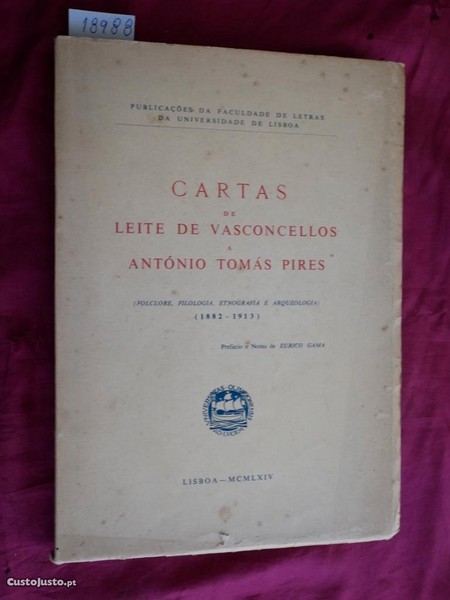 18988
PUBLICAÇÕES DA FACULDADE DE LETRAS
DA UNIVERSIDADE DE LISBOA
CARTAS
DE
LEITE DE VASCONCELLOS
A
ANTÓNIO TOMÁS PIRES
(FOLCLORE, FILOLOGIA, ETNOGRAFIA E ARQUEOLOGIA)
(1882-1913)
Prefácio e Notas de EURICO GAMA
LISBOA — MCMLXIV
CustoJusto.pt